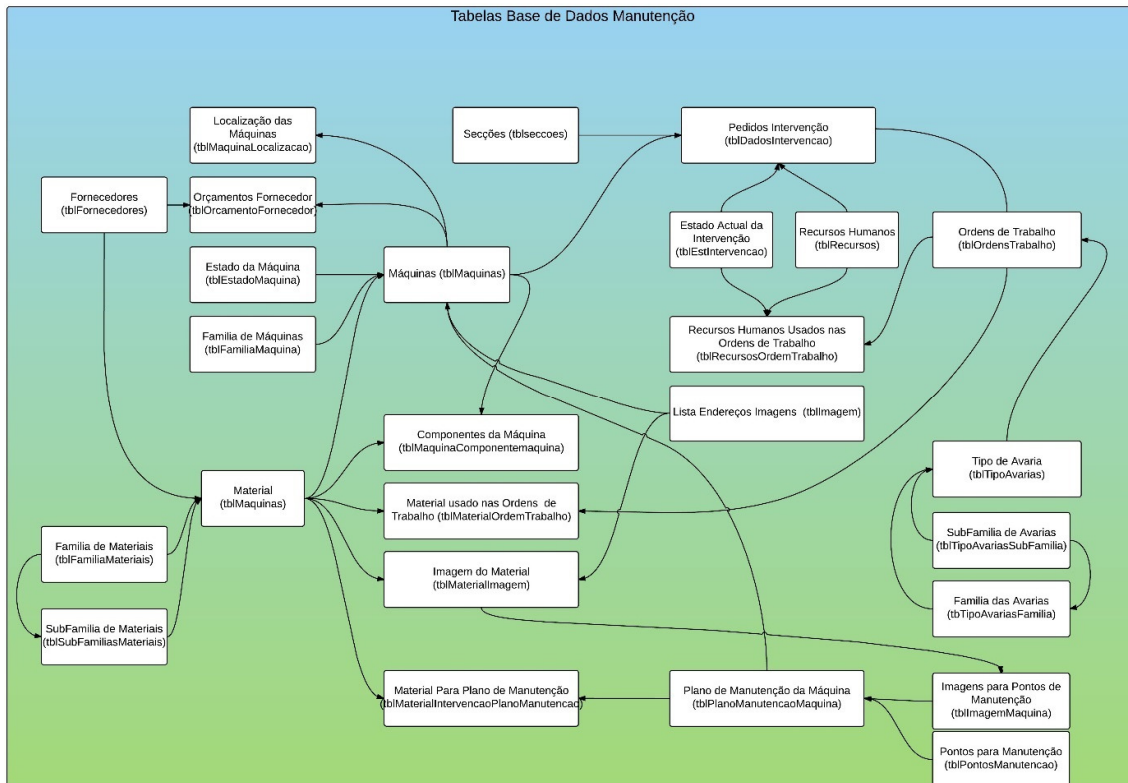 Tabelas Base de Dados Manutenção
Localização das
Máquinas
(tblMaquinaLocalizacao)
Secções (tblseccoes)
Pedidos Intervenção
(tblDadosIntervencao)
Fornecedores
(tblFornecedores)
Orçamentos Fornecedor
(tblOrcamentoFornecedor)
Estado Actual da
Intervenção
(tblEstIntervencao)
Recursos Humanos
(tblRecursos)
Ordens de Trabalho
(tblOrdensTrabalho)
Estado da Máquina
(tblEstadoMaquina)
Máquinas (tblMaquinas)
Familia de Máquinas
(tblFamiliaMaquina)
Recursos Humanos Usados nas
Ordens de Trabalho
(tblRecursosOrdemTrabalho)
Lista Endereços Imagens (tblImagem)
Componentes da Máquina
(tblMaquinaComponentemaquina)
Tipo de Avaria
(tblTipoAvarias)
Material
(tblMaquinas)
Material usado nas Ordens de
Trabalho (tblMaterialOrdemTrabalho)
Familia de Materiais
(tblFamiliaMateriais)
SubFamilia de Avarias
(tblTipoAvariasSubFamilia)
Imagem do Material
(tblMaterialImagem)
Familia das Avarias
(tbTipoAvariasFamilia)
SubFamilia de Materiais
(tblSubFamiliasMateriais)
Material Para Plano de Manutenção
(tblMaterialIntervencaoPlanoManutencao)
Plano de Manutenção da Máquina
(tblPlanoManutencaoMaquina)
Imagens para Pontos de
Manutenção
(tblImagemMaquina)
Pontos para Manutenção
(tblPontosManutencao)